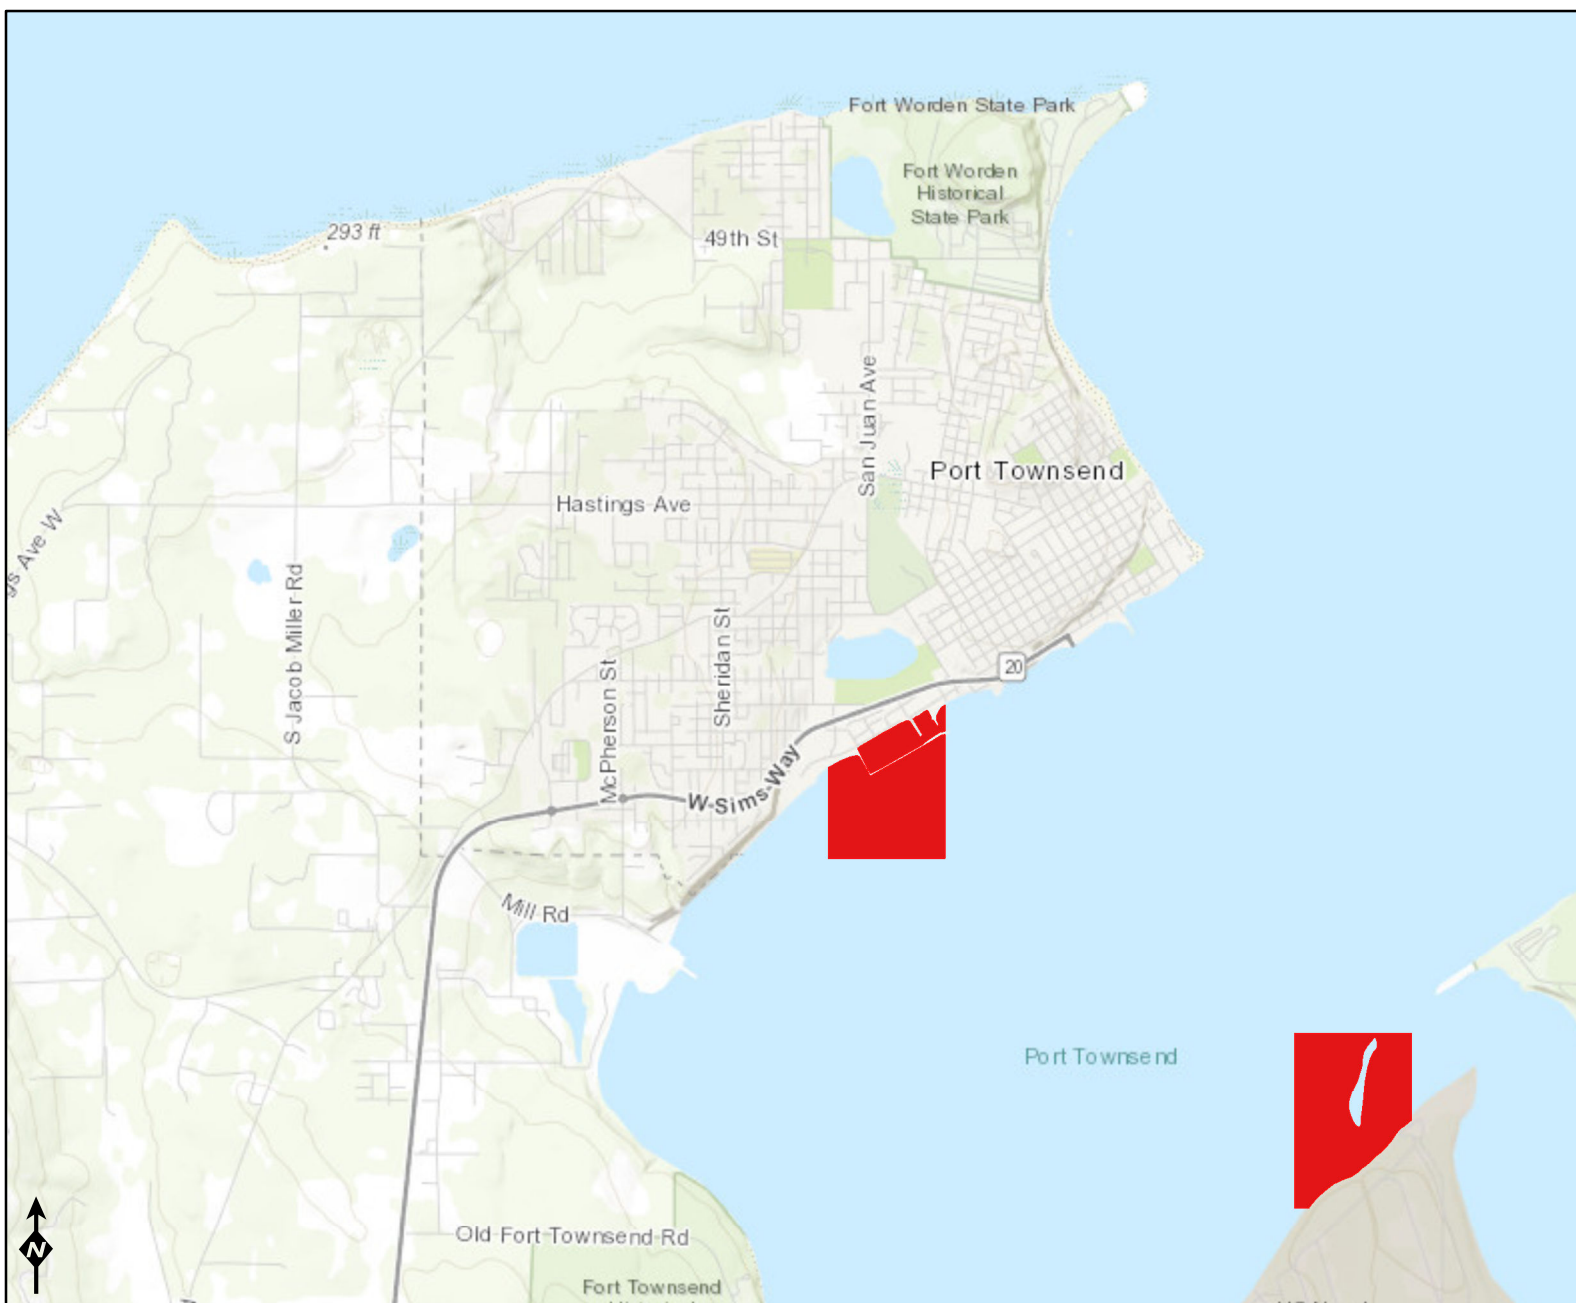 Fort Worden State Park
Fort Worden
Historical
State Park
293 ft
49th St
San Juan Ave
Port Townsend
Hastings Ave
gs Ave W
S Jacob Miller Rd
McPherson St
Sheridan St
20
W Sims Way
Mill Rd
Port Townsend
Old Fort Townsend Rd
Fort Townsend
N